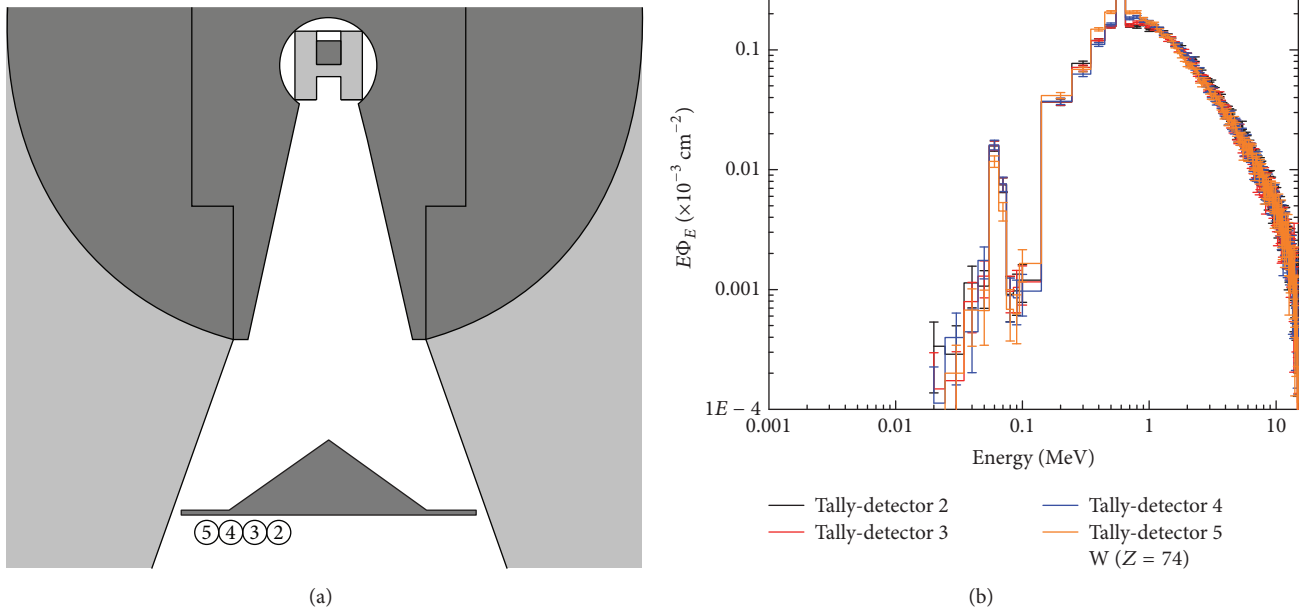 5 4 3 2
(a)
0.1
0.01
0.001
1E − 4
EΦ_E (×10⁻³ cm⁻²)
0.001 0.01 0.1 1 10
Energy (MeV)
Tally-detector 2
Tally-detector 3
Tally-detector 4
Tally-detector 5
W (Z = 74)
(b)